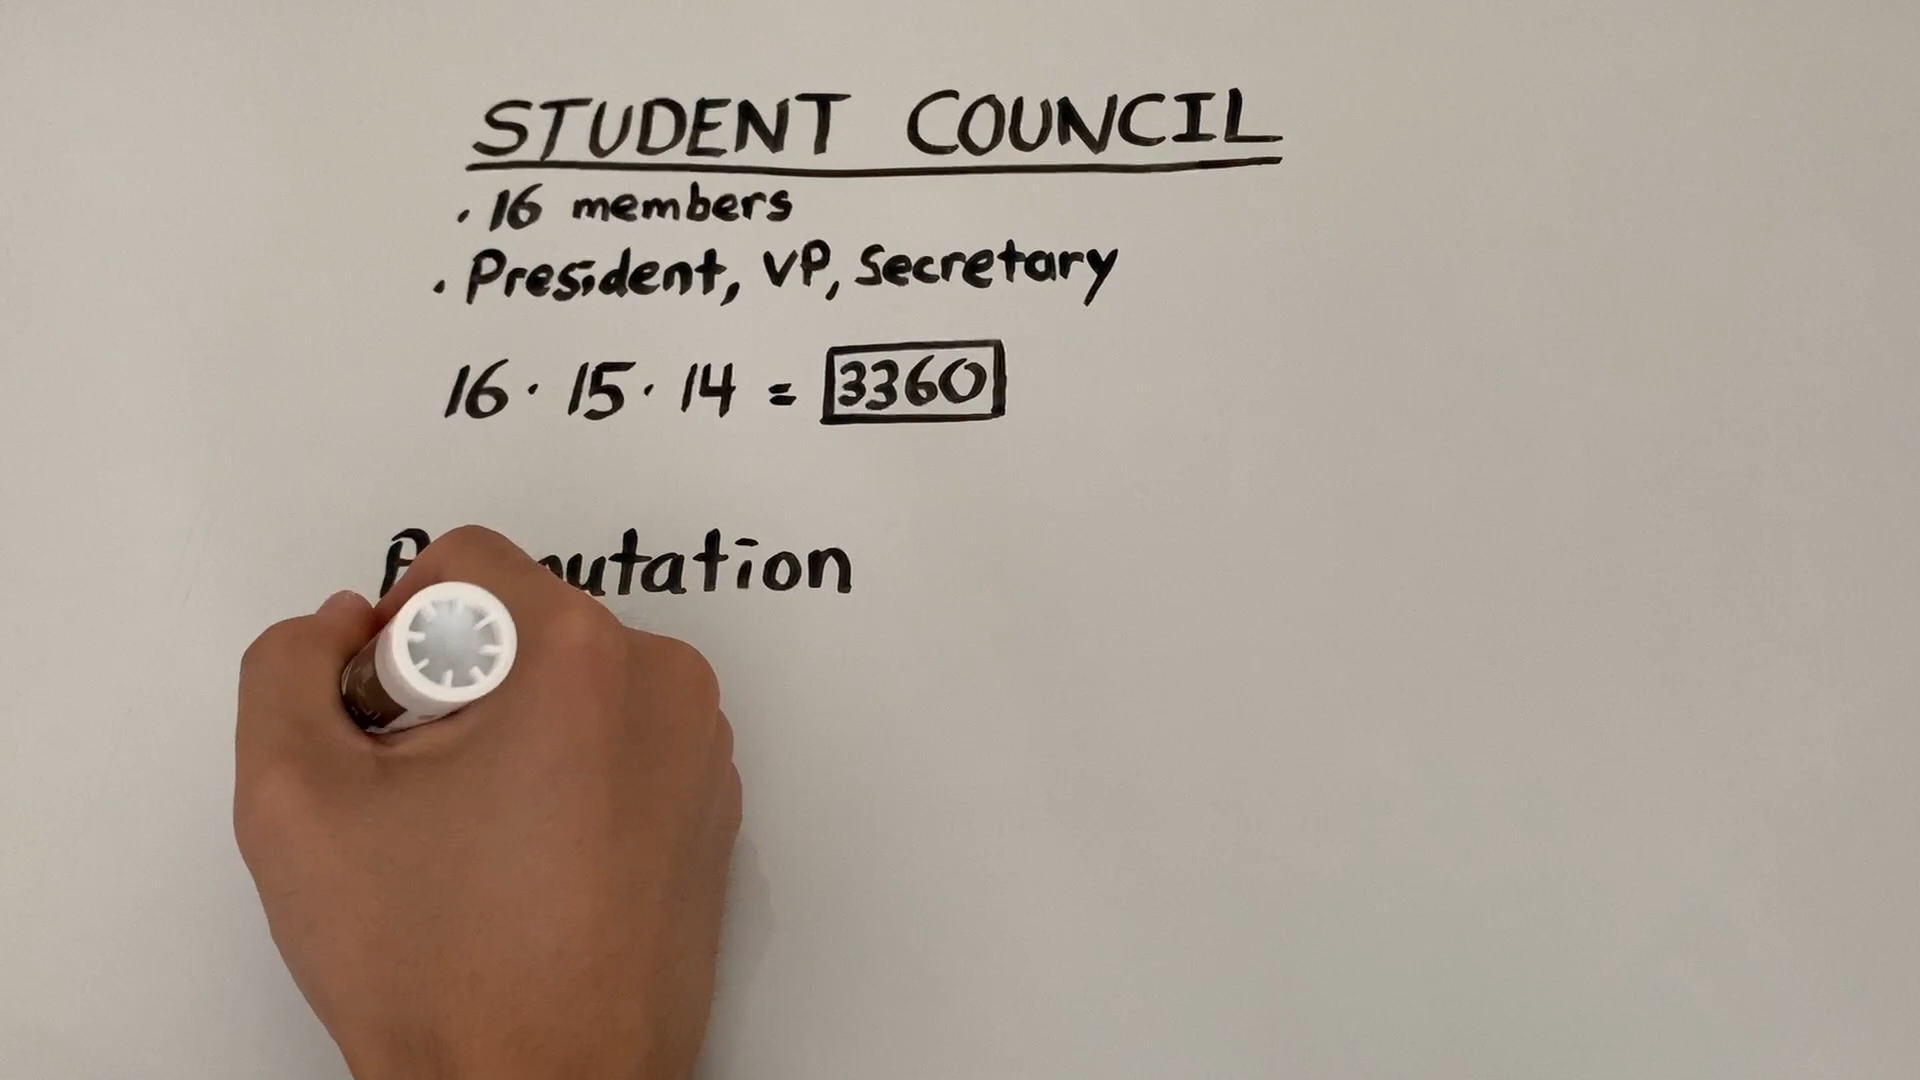 STUDENT COUNCIL
· 16 members
· President, VP, Secretary
16 · 15 · 14 = 3360